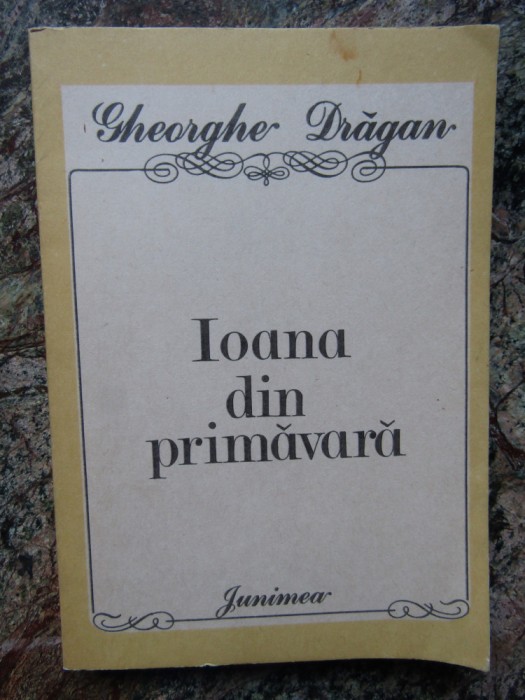 Gheorghe Drăgan
Ioana
din
primăvară
Junimea